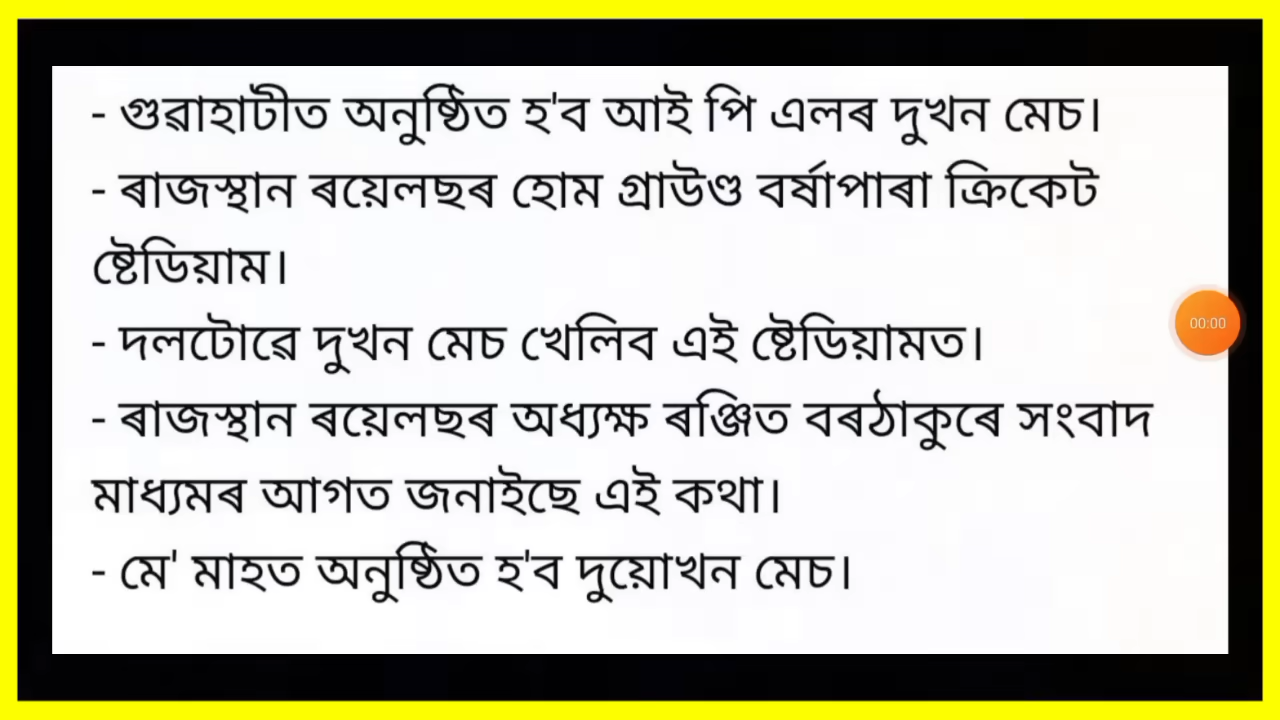 - গুৱাহাটীত অনুষ্ঠিত হ'ব আই পি এলৰ দুখন মেচ।
- ৰাজস্থান ৰয়েলছৰ হোম গ্ৰাউণ্ড বৰ্ষাপাৰা ক্ৰিকেট
ষ্টেডিয়াম।
- দলটোৱে দুখন মেচ খেলিব এই ষ্টেডিয়ামত।
- ৰাজস্থান ৰয়েলছৰ অধ্যক্ষ ৰঞ্জিত বৰঠাকুৰে সংবাদ
মাধ্যমৰ আগত জনাইছে এই কথা।
- মে' মাহত অনুষ্ঠিত হ'ব দুয়োখন মেচ।
00:00